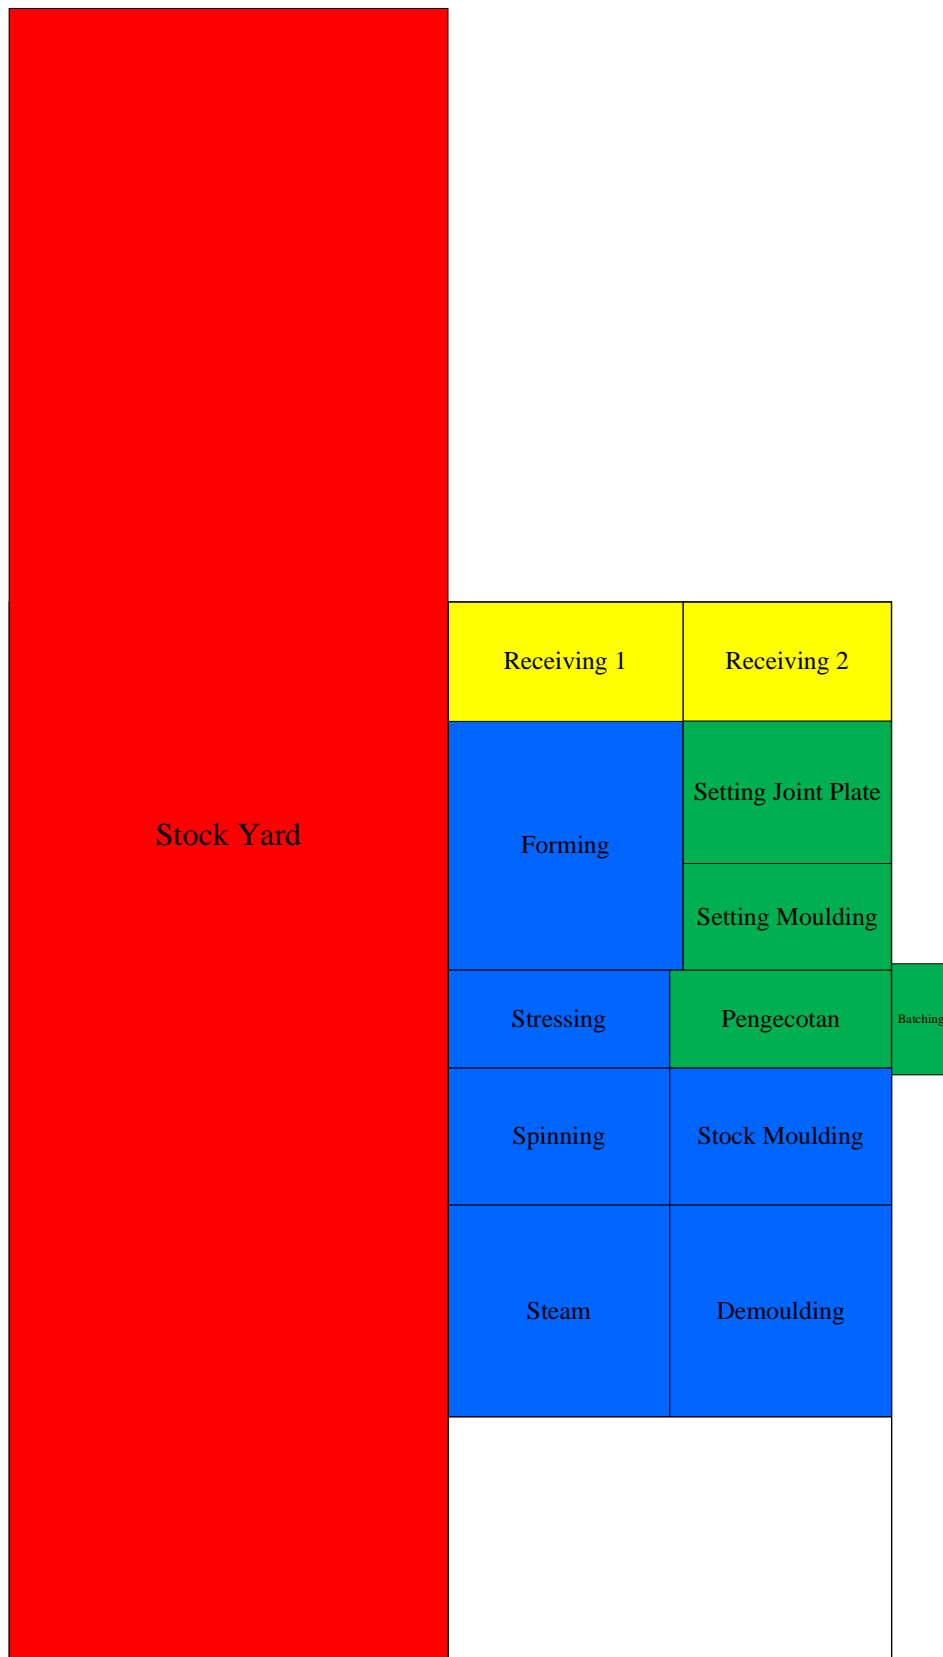 Receiving 1
Receiving 2
Setting Joint Plate
Stock Yard
Forming
Setting Moulding
Stressing
Pengecotan
Batching
Spinning
Stock Moulding
Steam
Demoulding